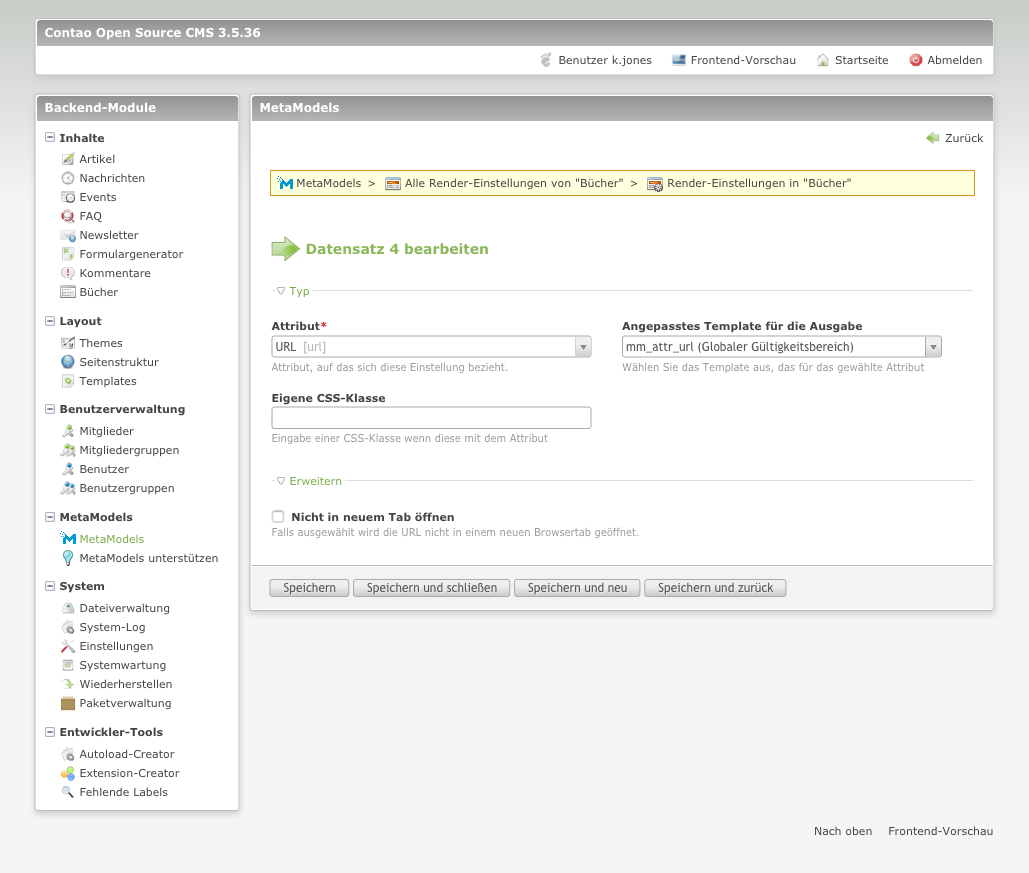 Contao Open Source CMS 3.5.36
Benutzer k.jones Frontend-Vorschau Startseite Abmelden
Backend-Module
Inhalte
Artikel
Nachrichten
Events
FAQ
Newsletter
Formulargenerator
Kommentare
Bücher
Layout
Themes
Seitenstruktur
Templates
Benutzerverwaltung
Mitglieder
Mitgliedergruppen
Benutzer
Benutzergruppen
MetaModels
MetaModels
MetaModels unterstützen
System
Dateiverwaltung
System-Log
Einstellungen
Systemwartung
Wiederherstellen
Paketverwaltung
Entwickler-Tools
Autoload-Creator
Extension-Creator
Fehlende Labels
MetaModels
Zurück
MetaModels > Alle Render-Einstellungen von "Bücher" > Render-Einstellungen in "Bücher"
Datensatz 4 bearbeiten
Typ
Attribut*
URL [url]
Attribut, auf das sich diese Einstellung bezieht.
Angepasstes Template für die Ausgabe
mm_attr_url (Globaler Gültigkeitsbereich)
Wählen Sie das Template aus, das für das gewählte Attribut
Eigene CSS-Klasse
Eingabe einer CSS-Klasse wenn diese mit dem Attribut
Erweitern
Nicht in neuem Tab öffnen
Falls ausgewählt wird die URL nicht in einem neuen Browsertab geöffnet.
Speichern Speichern und schließen Speichern und neu Speichern und zurück
Nach oben Frontend-Vorschau